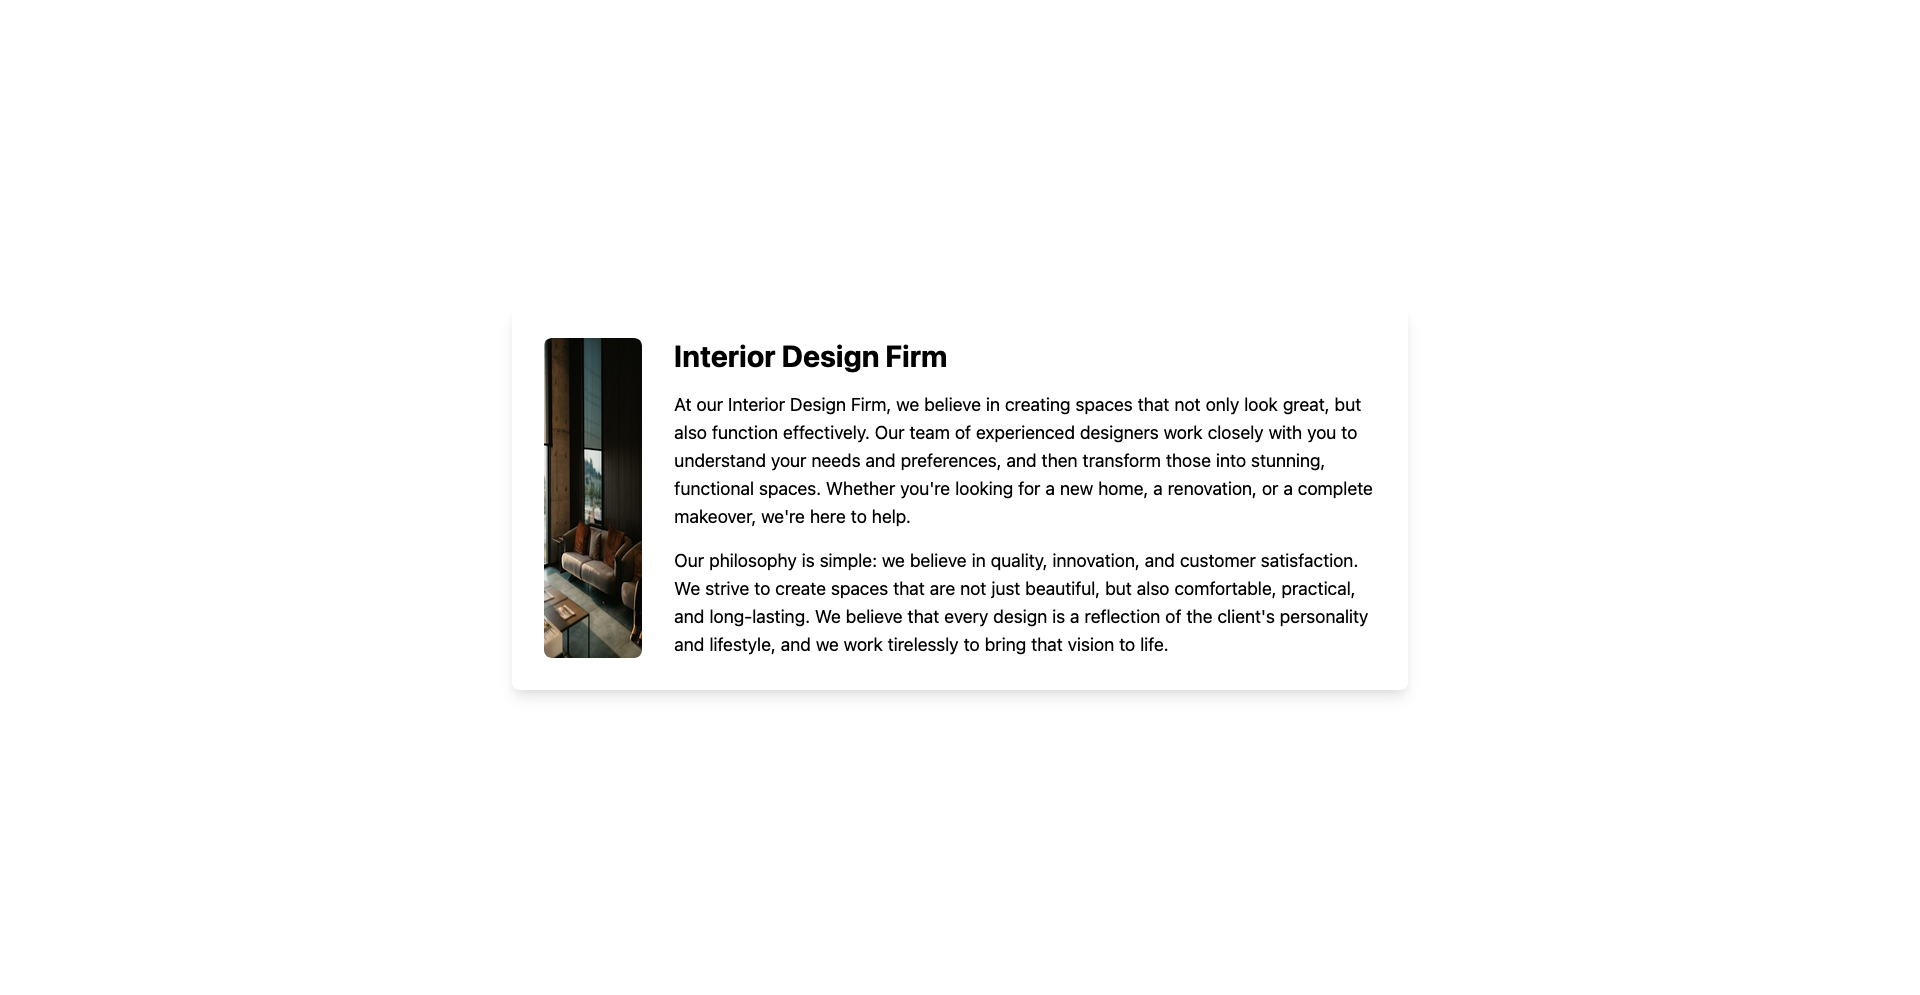 Interior Design Firm
At our Interior Design Firm, we believe in creating spaces that not only look great, but
also function effectively. Our team of experienced designers work closely with you to
understand your needs and preferences, and then transform those into stunning,
functional spaces. Whether you're looking for a new home, a renovation, or a complete
makeover, we're here to help.
Our philosophy is simple: we believe in quality, innovation, and customer satisfaction.
We strive to create spaces that are not just beautiful, but also comfortable, practical,
and long-lasting. We believe that every design is a reflection of the client's personality
and lifestyle, and we work tirelessly to bring that vision to life.